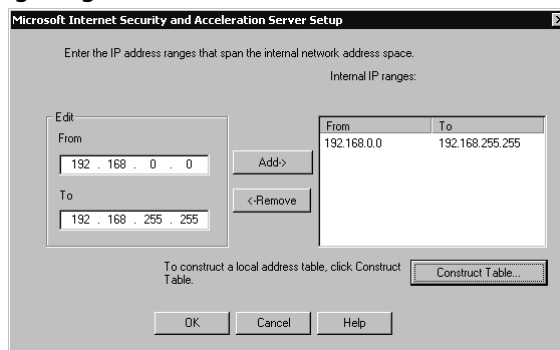 Microsoft Internet Security and Acceleration Server Setup
Enter the IP address ranges that span the internal network address space.
Internal IP ranges:
Edit
From
192 . 168 . 0 . 0
To
192 . 168 . 255 . 255
Add->
<-Remove
From To
192.168.0.0 192.168.255.255
To construct a local address table, click Construct
Table.
Construct Table...
OK Cancel Help